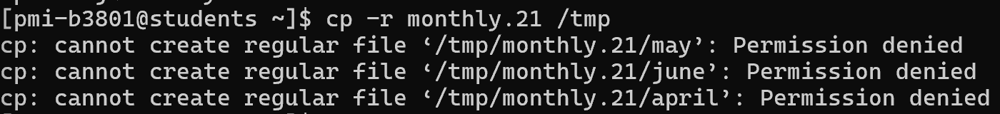 [pmi-b3801@students ~]$ cp -r monthly.21 /tmp
cp: cannot create regular file ‘/tmp/monthly.21/may’: Permission denied
cp: cannot create regular file ‘/tmp/monthly.21/june’: Permission denied
cp: cannot create regular file ‘/tmp/monthly.21/april’: Permission denied